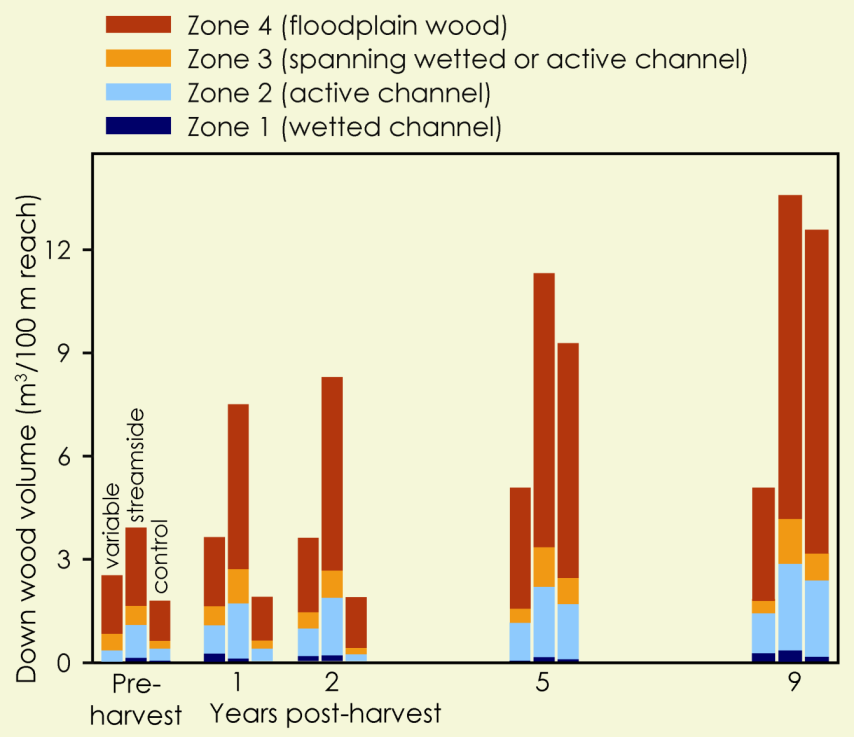 Zone 4 (floodplain wood)
Zone 3 (spanning wetted or active channel)
Zone 2 (active channel)
Zone 1 (wetted channel)
Down wood volume (m³/100 m reach)
12
9
6
3
0
variable
streamside
control
Pre-
harvest
1
2
5
9
Years post-harvest